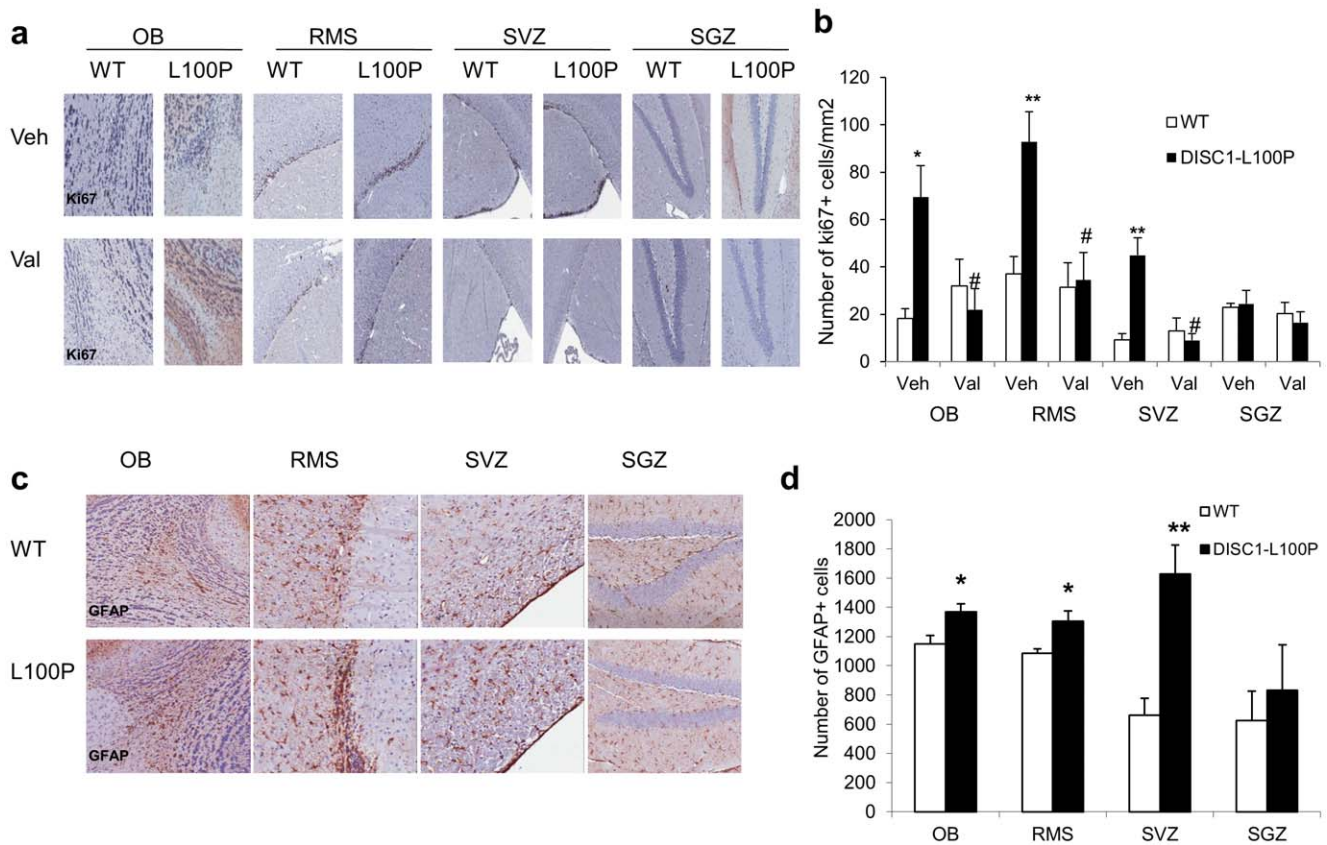 a
OB RMS SVZ SGZ
WT L100P WT L100P WT L100P WT L100P
Veh
Ki67
Val
Ki67
b
120
100
80
60
40
20
0
Number of ki67+ cells/mm2
* # ** # ** #
WT
DISC1-L100P
Veh Val Veh Val Veh Val Veh Val
OB RMS SVZ SGZ
c
OB RMS SVZ SGZ
WT
GFAP
L100P
GFAP
d
2000
1800
1600
1400
1200
1000
800
600
400
200
0
Number of GFAP+ cells
* * **
WT
DISC1-L100P
OB RMS SVZ SGZ